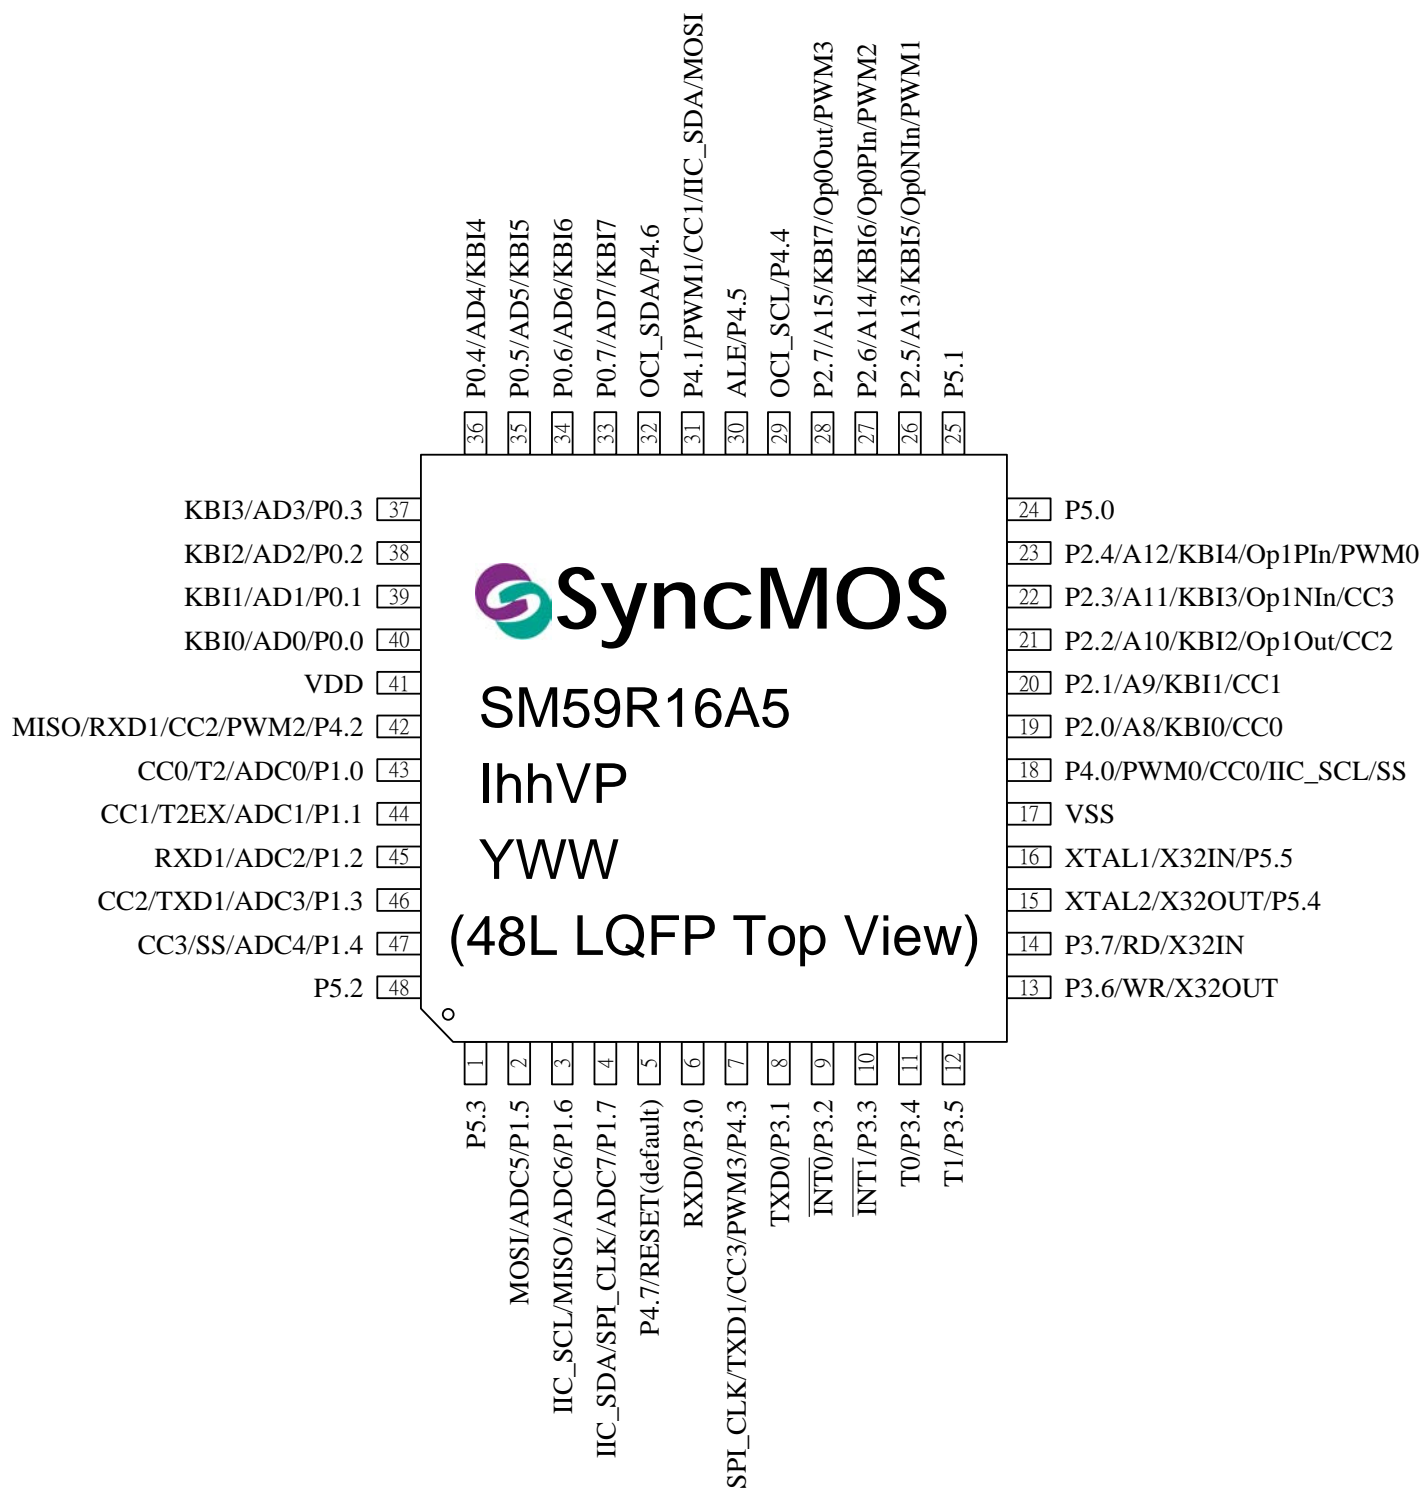 P0.4/AD4/KBI4
P0.5/AD5/KBI5
P0.6/AD6/KBI6
P0.7/AD7/KBI7
OCI_SDA/P4.6
P4.1/PWM1/CC1/IIC_SDA/MOSI
ALE/P4.5
OCI_SCL/P4.4
P2.7/A15/KBI7/Op0Out/PWM3
P2.6/A14/KBI6/Op0PIn/PWM2
P2.5/A13/KBI5/Op0NIn/PWM1
P5.1
36 35 34 33 32 31 30 29 28 27 26 25
KBI3/AD3/P0.3 37
KBI2/AD2/P0.2 38
KBI1/AD1/P0.1 39
KBI0/AD0/P0.0 40
VDD 41
MISO/RXD1/CC2/PWM2/P4.2 42
CC0/T2/ADC0/P1.0 43
CC1/T2EX/ADC1/P1.1 44
RXD1/ADC2/P1.2 45
CC2/TXD1/ADC3/P1.3 46
CC3/SS/ADC4/P1.4 47
P5.2 48
SyncMOS
SM59R16A5
IhhVP
YWW
(48L LQFP Top View)
24 P5.0
23 P2.4/A12/KBI4/Op1PIn/PWM0
22 P2.3/A11/KBI3/Op1NIn/CC3
21 P2.2/A10/KBI2/Op1Out/CC2
20 P2.1/A9/KBI1/CC1
19 P2.0/A8/KBI0/CC0
18 P4.0/PWM0/CC0/IIC_SCL/SS
17 VSS
16 XTAL1/X32IN/P5.5
15 XTAL2/X32OUT/P5.4
14 P3.7/RD/X32IN
13 P3.6/WR/X32OUT
1 2 3 4 5 6 7 8 9 10 11 12
P5.3
MOSI/ADC5/P1.5
IIC_SCL/MISO/ADC6/P1.6
IIC_SDA/SPI_CLK/ADC7/P1.7
P4.7/RESET(default)
RXD0/P3.0
SPI_CLK/TXD1/CC3/PWM3/P4.3
TXD0/P3.1
INT0/P3.2
INT1/P3.3
T0/P3.4
T1/P3.5